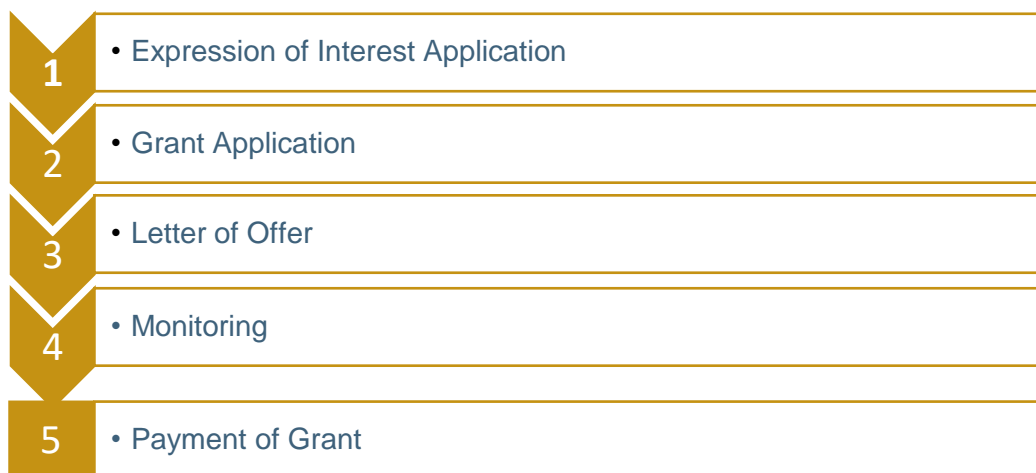 1 • Expression of Interest Application
2 • Grant Application
3 • Letter of Offer
4 • Monitoring
5 • Payment of Grant